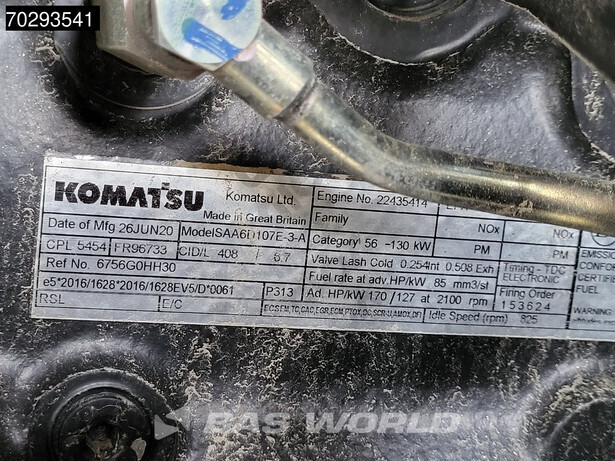 70293541
KOMATSU Komatsu Ltd.
Made in Great Britain
Date of Mfg 26JUN20 Model SAA6D107E-3-A
CPL 5454 FR96733 CID/L 408 / 6.7
Ref No. 6756G0HH30
e5*2016/1628*2016/1628EV5/D*0061 P313
RSL E/C
Engine No. 22435414
Family
Category 56 -130 kW
Valve Lash Cold 0.254Int 0.508 Exh
Fuel rate at adv.HP/kW 85 mm3/st
Ad. HP/kW 170 /127 at 2100 rpm
Idle Speed (rpm) 825
NOx NOx
PM PM
Timing - TDC
ELECTRONIC
Firing Order
153624
FUEL
BAS WORLD